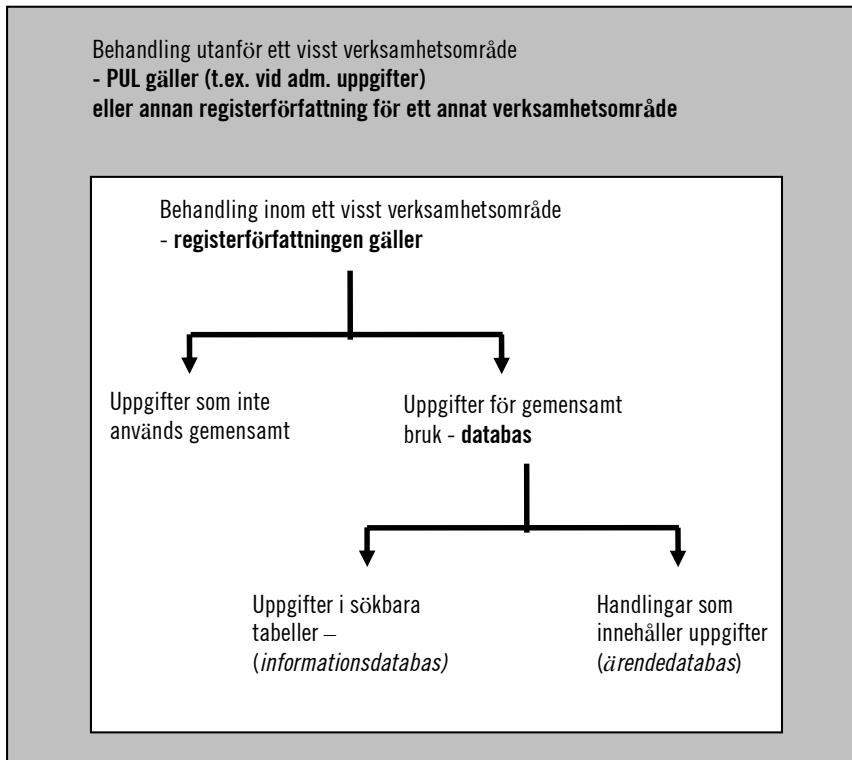 Behandling utanför ett visst verksamhetsområde
- PUL gäller (t.ex. vid adm. uppgifter)
eller annan registerförfattning för ett annat verksamhetsområde
Behandling inom ett visst verksamhetsområde
- registerförfattningen gäller
Uppgifter som inte
används gemensamt
Uppgifter för gemensamt
bruk - databas
Uppgifter i sökbara
tabeller –
(informationsdatabas)
Handlingar som
innehåller uppgifter
(ärendedatabas)